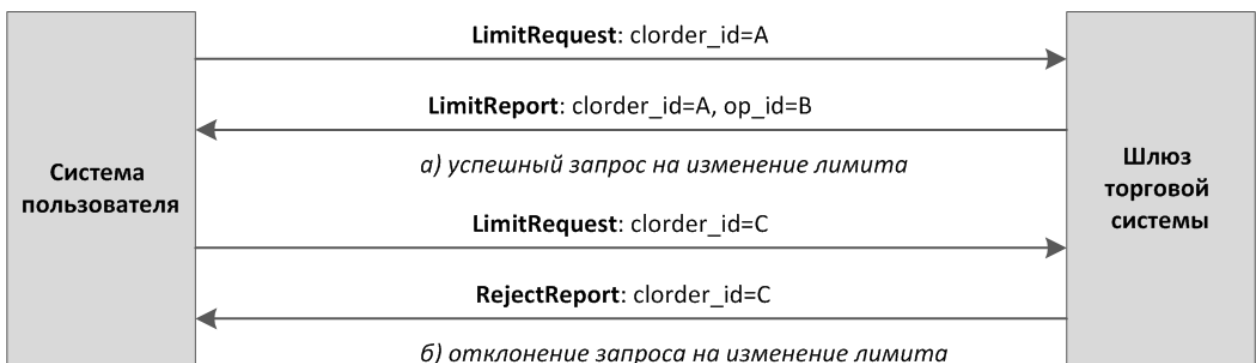 LimitRequest: clorder_id=A
LimitReport: clorder_id=A, op_id=B
а) успешный запрос на изменение лимита
Система
пользователя
Шлюз
торговой
системы
LimitRequest: clorder_id=C
RejectReport: clorder_id=C
б) отклонение запроса на изменение лимита